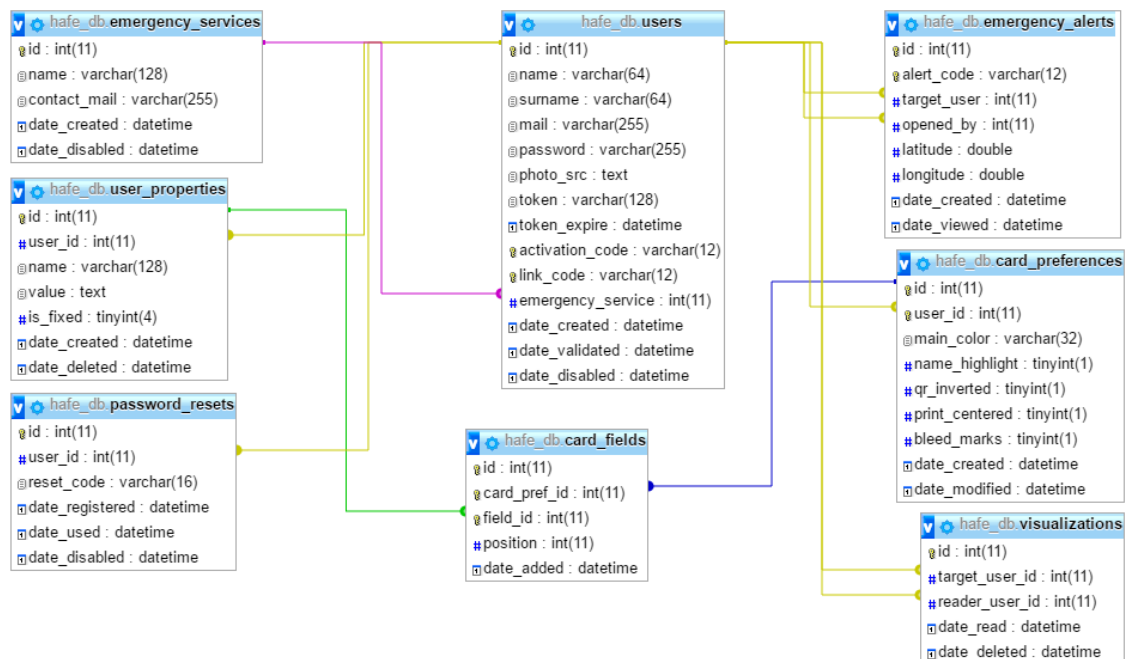 hafe_db.emergency_services
id : int(11)
name : varchar(128)
contact_mail : varchar(255)
date_created : datetime
date_disabled : datetime
hafe_db.user_properties
id : int(11)
user_id : int(11)
name : varchar(128)
value : text
is_fixed : tinyint(4)
date_created : datetime
date_deleted : datetime
hafe_db.password_resets
id : int(11)
user_id : int(11)
reset_code : varchar(16)
date_registered : datetime
date_used : datetime
date_disabled : datetime
hafe_db.users
id : int(11)
name : varchar(64)
surname : varchar(64)
mail : varchar(255)
password : varchar(255)
photo_src : text
token : varchar(128)
token_expire : datetime
activation_code : varchar(12)
link_code : varchar(12)
emergency_service : int(11)
date_created : datetime
date_validated : datetime
date_disabled : datetime
hafe_db.card_fields
id : int(11)
card_pref_id : int(11)
field_id : int(11)
position : int(11)
date_added : datetime
hafe_db.emergency_alerts
id : int(11)
alert_code : varchar(12)
target_user : int(11)
opened_by : int(11)
latitude : double
longitude : double
date_created : datetime
date_viewed : datetime
hafe_db.card_preferences
id : int(11)
user_id : int(11)
main_color : varchar(32)
name_highlight : tinyint(1)
qr_inverted : tinyint(1)
print_centered : tinyint(1)
bleed_marks : tinyint(1)
date_created : datetime
date_modified : datetime
hafe_db.visualizations
id : int(11)
target_user_id : int(11)
reader_user_id : int(11)
date_read : datetime
date_deleted : datetime